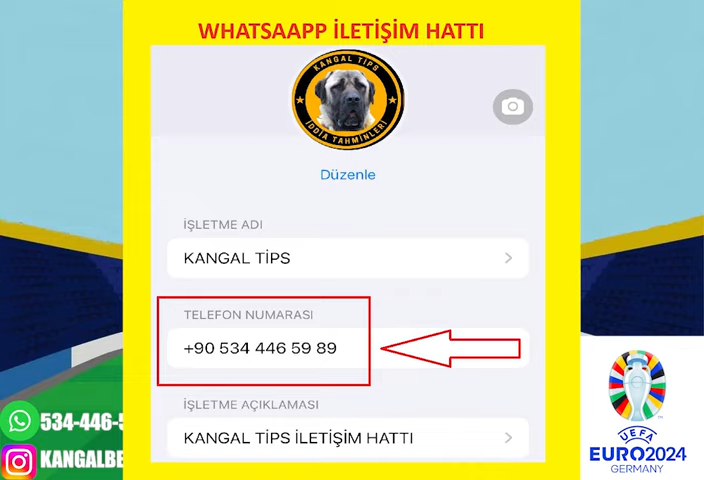 WHATSAAPP İLETİŞİM HATTI
KANGAL TİPS
İDDİA TAHMİNLERİ
Düzenle
İŞLETME ADI
KANGAL TİPS
TELEFON NUMARASI
+90 534 446 59 89
İŞLETME AÇIKLAMASI
KANGAL TİPS İLETİŞİM HATTI
534-446-5
KANGALBE
UEFA
EURO2024
GERMANY